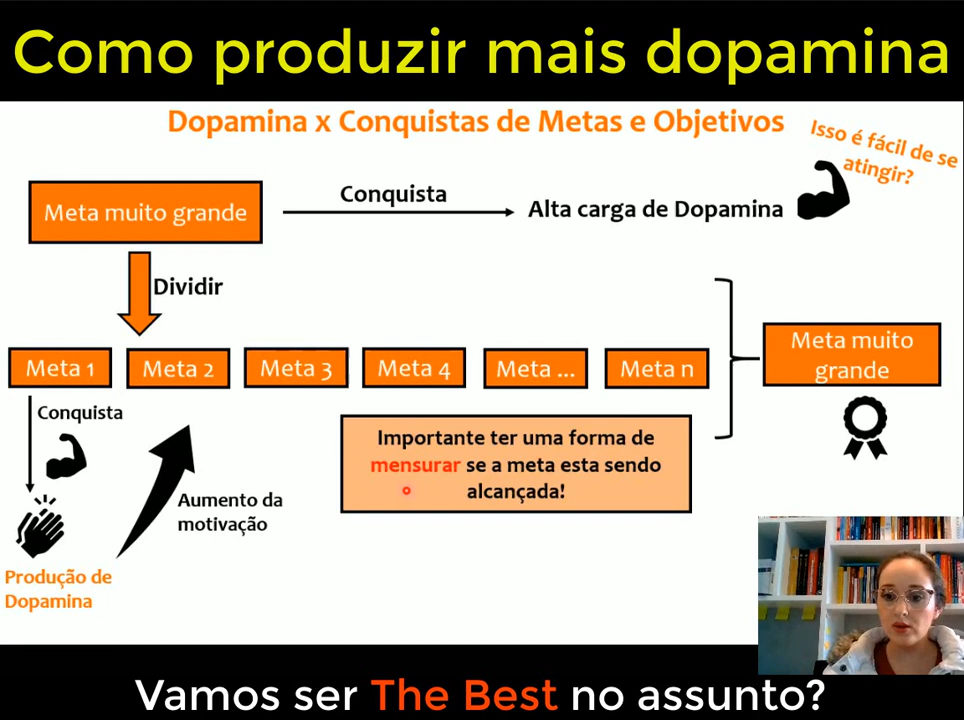 Como produzir mais dopamina
Dopamina x Conquistas de Metas e Objetivos
Isso é fácil de se
atingir?
Meta muito grande
Conquista
Alta carga de Dopamina
Dividir
Meta 1
Meta 2
Meta 3
Meta 4
Meta ...
Meta n
Meta muito
grande
Conquista
Importante ter uma forma de
mensurar se a meta esta sendo
alcançada!
Aumento da
motivação
Produção de
Dopamina
Vamos ser The Best no assunto?